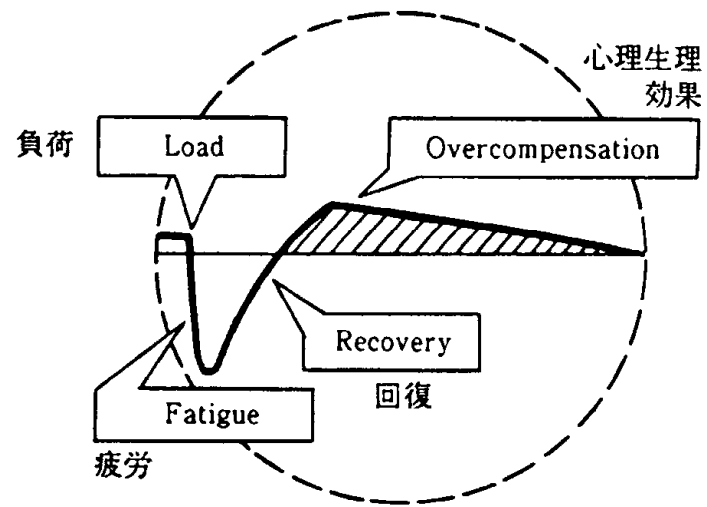 心理生理
効果
負荷
Load
Overcompensation
Recovery
回復
Fatigue
疲労